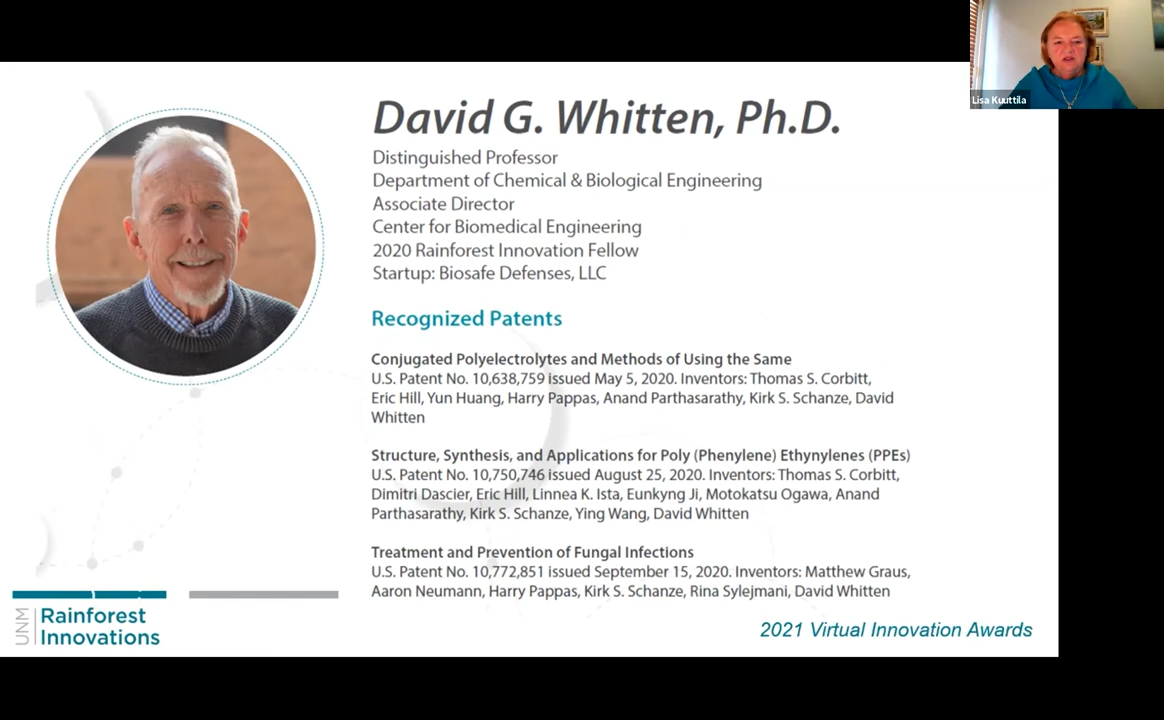 Lisa Kuuttila
David G. Whitten, Ph.D.
Distinguished Professor
Department of Chemical & Biological Engineering
Associate Director
Center for Biomedical Engineering
2020 Rainforest Innovation Fellow
Startup: Biosafe Defenses, LLC
Recognized Patents
Conjugated Polyelectrolytes and Methods of Using the Same
U.S. Patent No. 10,638,759 issued May 5, 2020. Inventors: Thomas S. Corbitt,
Eric Hill, Yun Huang, Harry Pappas, Anand Parthasarathy, Kirk S. Schanze, David
Whitten
Structure, Synthesis, and Applications for Poly (Phenylene) Ethynylenes (PPEs)
U.S. Patent No. 10,750,746 issued August 25, 2020. Inventors: Thomas S. Corbitt,
Dimitri Dascier, Eric Hill, Linnea K. Ista, Eunkyng Ji, Motokatsu Ogawa, Anand
Parthasarathy, Kirk S. Schanze, Ying Wang, David Whitten
Treatment and Prevention of Fungal Infections
U.S. Patent No. 10,772,851 issued September 15, 2020. Inventors: Matthew Graus,
Aaron Neumann, Harry Pappas, Kirk S. Schanze, Rina Sylejmani, David Whitten
UNM
Rainforest
Innovations
2021 Virtual Innovation Awards